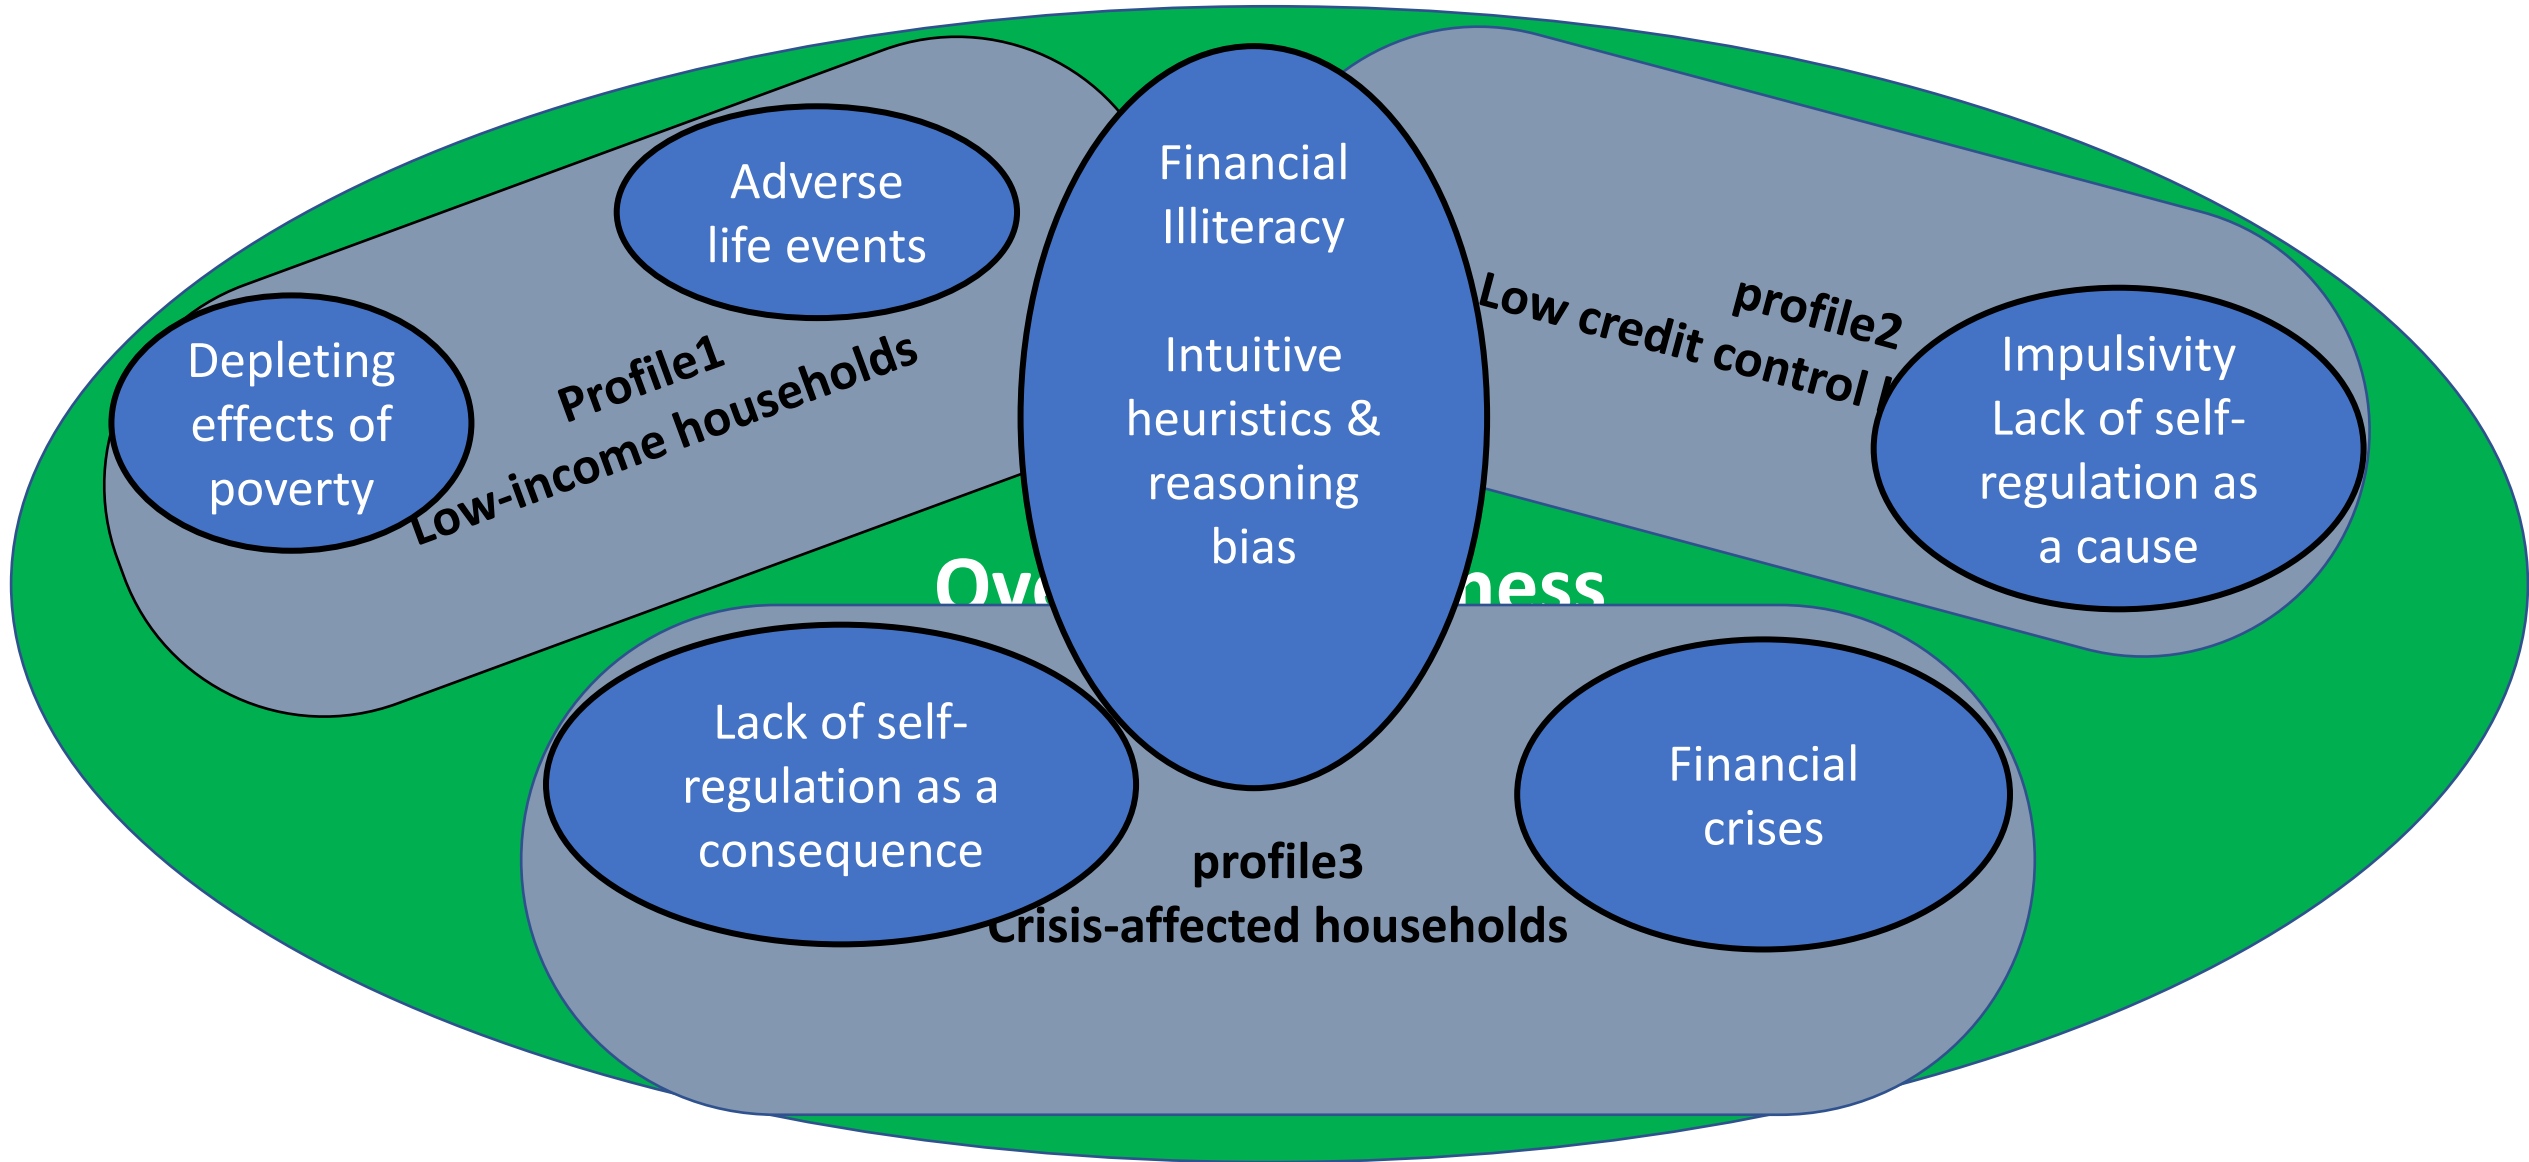 Adverse
life events
Depleting
effects of
poverty
Profile1
Low-income households
Financial
Illiteracy
Intuitive
heuristics &
reasoning
bias
profile2
Low credit control
Impulsivity
Lack of self-
regulation as
a cause
Lack of self-
regulation as a
consequence
Financial
crises
profile3
Crisis-affected households